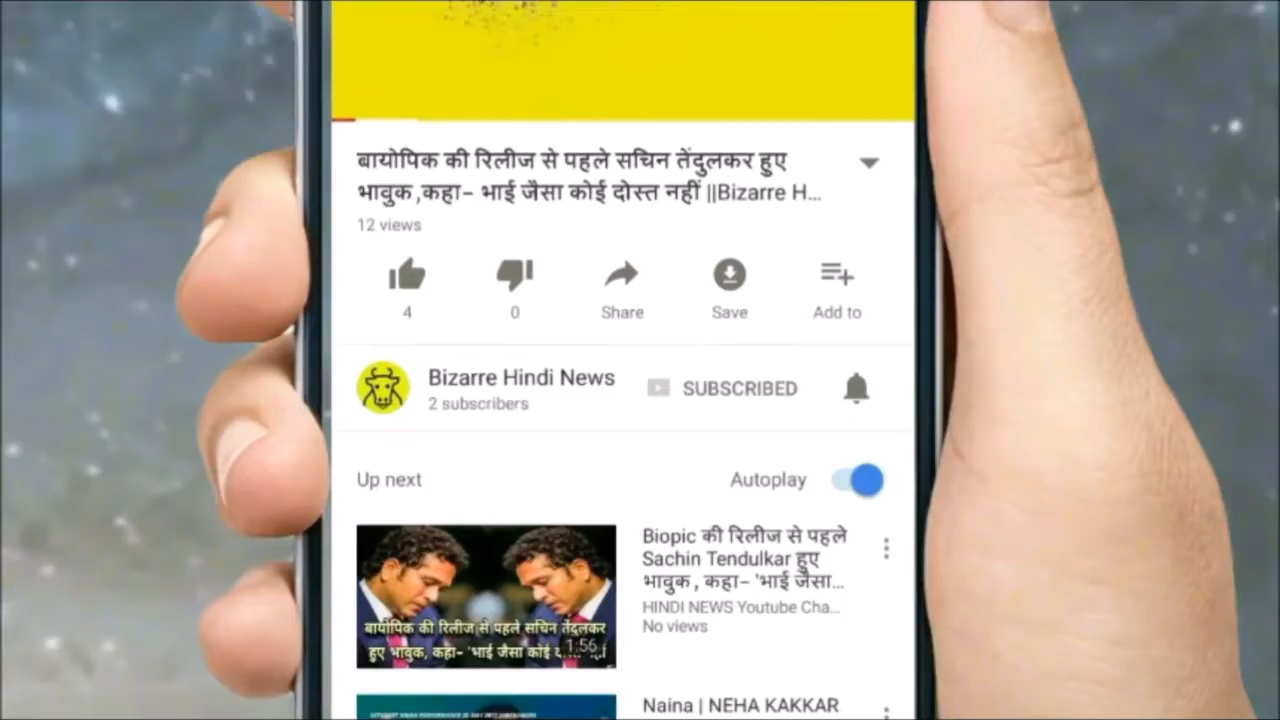 बायोपिक की रिलीज से पहले सचिन तेंदुलकर हुए
भावुक,कहा– भाई जैसा कोई दोस्त नहीं ||Bizarre H...
12 views
4
0
Share
Save
Add to
Bizarre Hindi News
2 subscribers
SUBSCRIBED
Up next
Autoplay
बायोपिक की रिलीज से पहले सचिन तेंदुलकर
हुए भावुक, कहा– 'भाई जैसा कोई
1:56
Biopic की रिलीज से पहले
Sachin Tendulkar हुए
भावुक, कहा– 'भाई जैसा...
HINDI NEWS Youtube Cha...
No views
Naina | NEHA KAKKAR